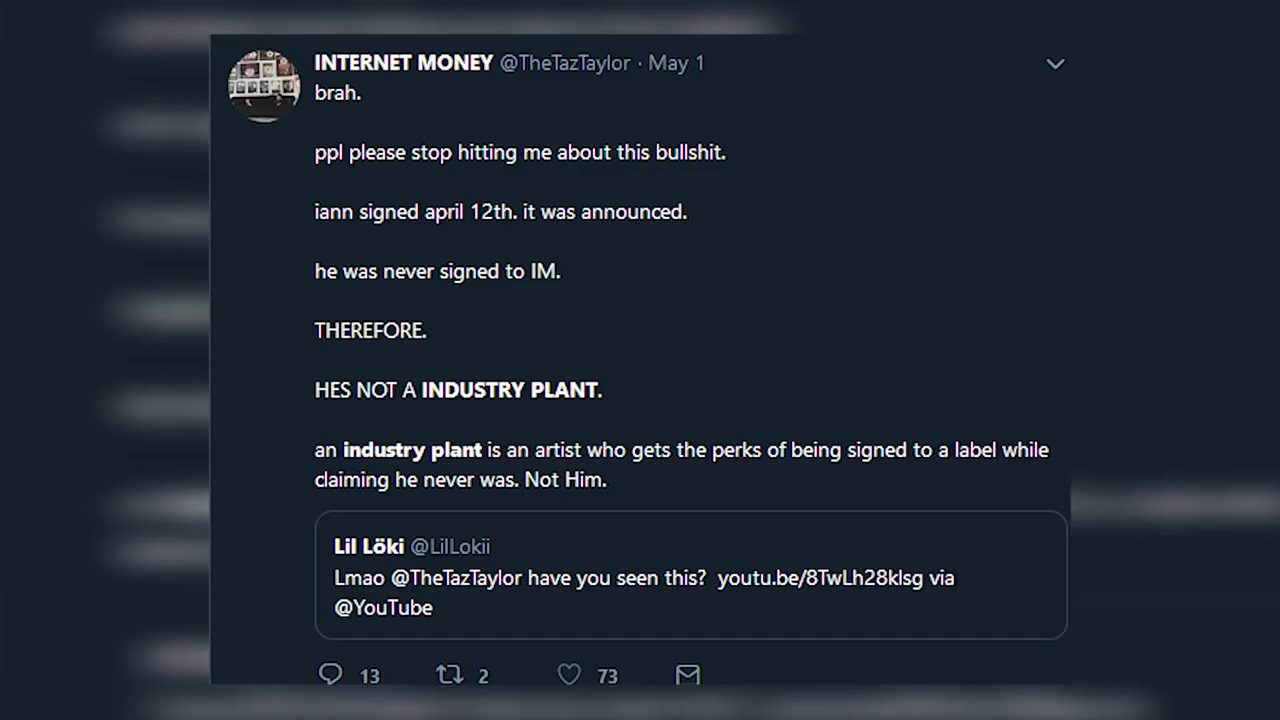 INTERNET MONEY @TheTazTaylor · May 1
brah.
ppl please stop hitting me about this bullshit.
iann signed april 12th. it was announced.
he was never signed to IM.
THEREFORE.
HES NOT A INDUSTRY PLANT.
an industry plant is an artist who gets the perks of being signed to a label while
claiming he never was. Not Him.
Lil Löki @LilLokii
Lmao @TheTazTaylor have you seen this? youtu.be/8TwLh28klsg via
@YouTube
13 2 73